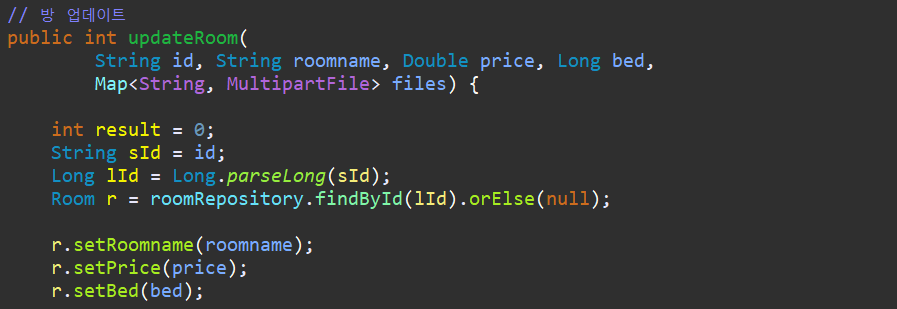 // 방 업데이트
public int updateRoom(
String id, String roomname, Double price, Long bed,
Map<String, MultipartFile> files) {
int result = 0;
String sId = id;
Long lId = Long.parseLong(sId);
Room r = roomRepository.findById(lId).orElse(null);
r.setRoomname(roomname);
r.setPrice(price);
r.setBed(bed);